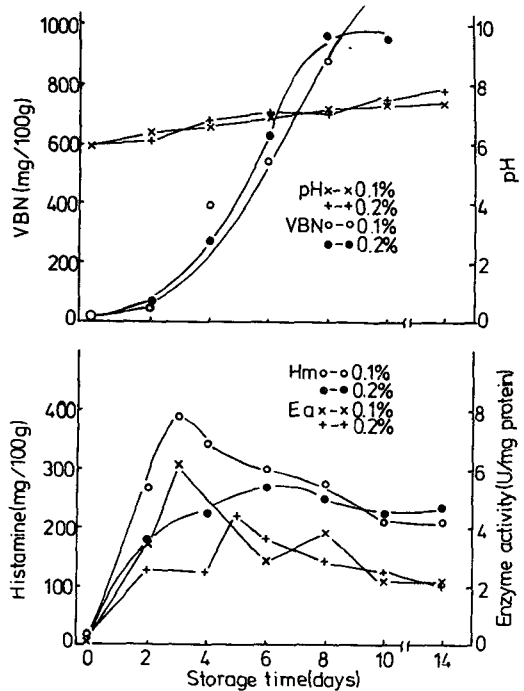 1000
800
600
400
200
0
VBN(mg/100g)
10
8
6
4
2
0
pH
pH×-×0.1%
+-+0.2%
VBN○-○0.1%
●-●0.2%
Hm○-○0.1%
●-●0.2%
Ea×-×0.1%
+-+0.2%
400
300
200
100
0
Histamine(mg/100g)
8
6
4
2
0
Enzyme activity(U/mg protein)
0 2 4 6 8 10 14
Storage time(days)